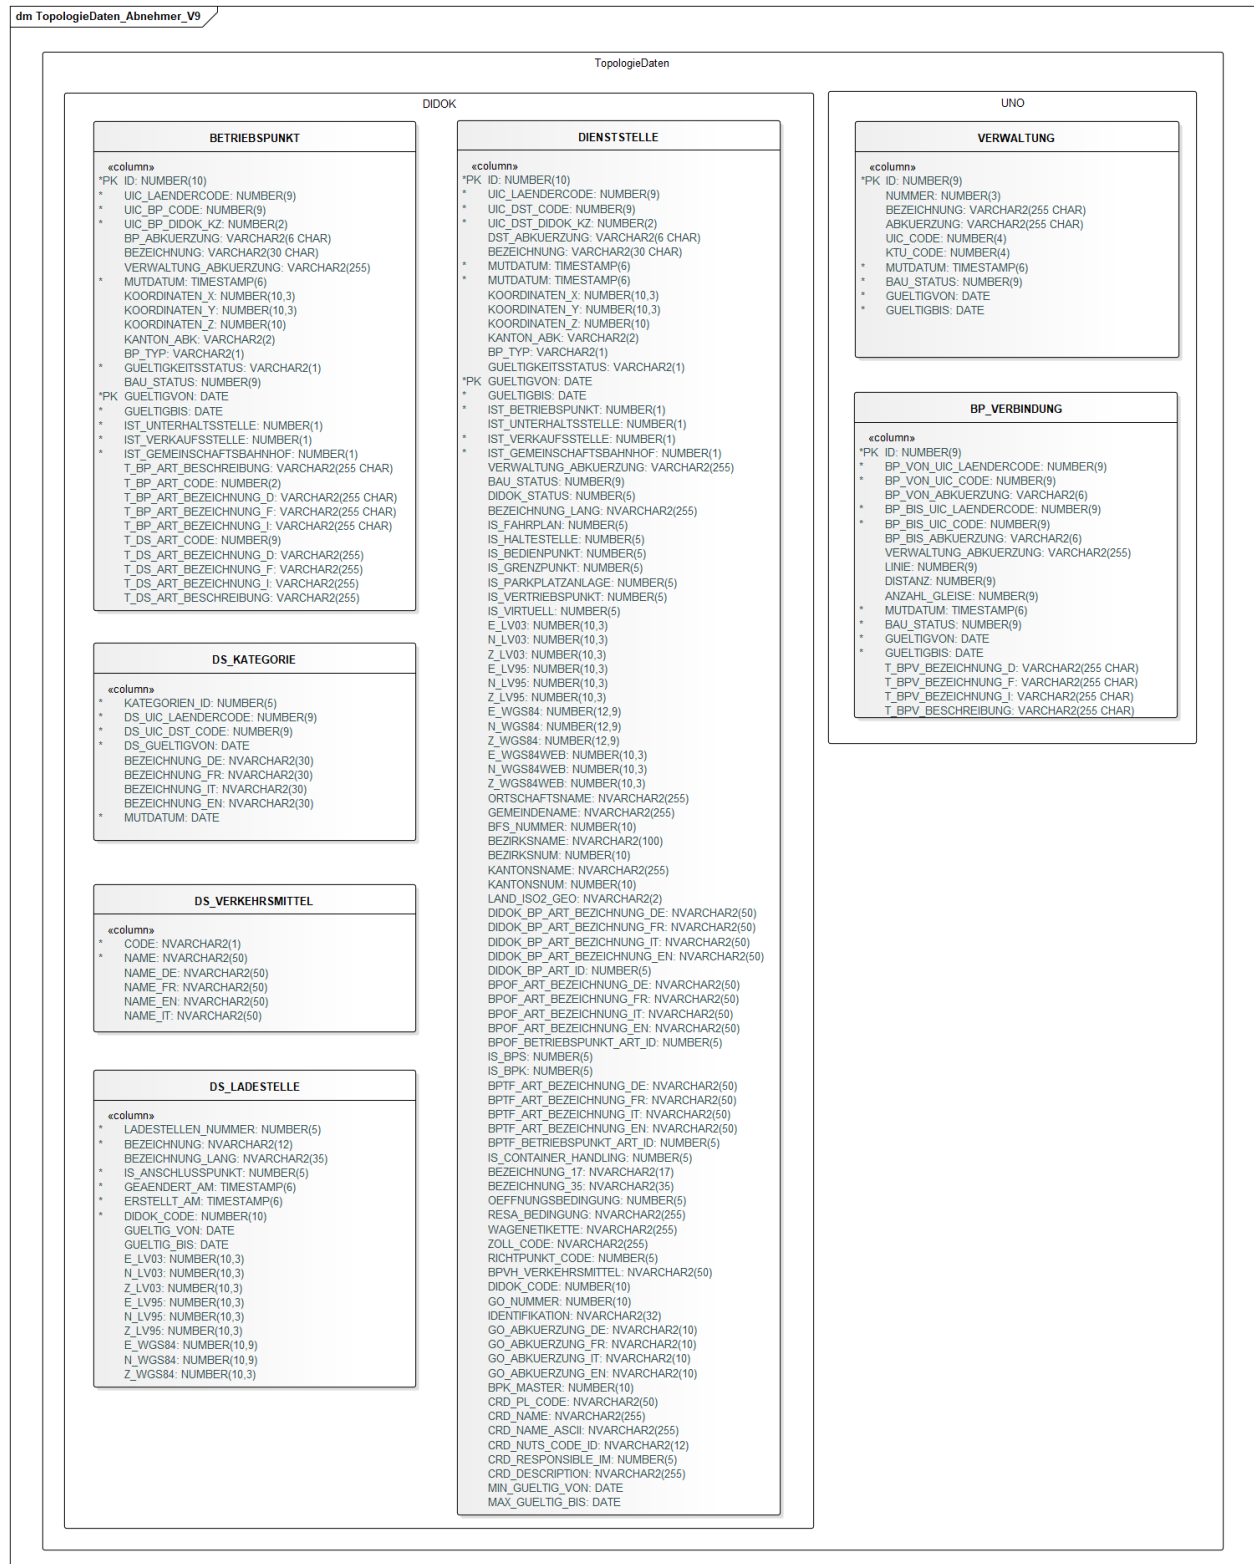 dm TopologieDaten_Abnehmer_V9
TopologieDaten
DIDOK
BETRIEBSPUNKT
«column»
*PK ID: NUMBER(10)
* UIC_LAENDERCODE: NUMBER(9)
* UIC_BP_CODE: NUMBER(9)
* UIC_BP_DIDOK_KZ: NUMBER(2)
BP_ABKUERZUNG: VARCHAR2(6 CHAR)
BEZEICHNUNG: VARCHAR2(30 CHAR)
VERWALTUNG_ABKUERZUNG: VARCHAR2(255)
* MUTDATUM: TIMESTAMP(6)
KOORDINATEN_X: NUMBER(10,3)
KOORDINATEN_Y: NUMBER(10,3)
KOORDINATEN_Z: NUMBER(10)
KANTON_ABK: VARCHAR2(2)
BP_TYP: VARCHAR2(1)
* GUELTIGKEITSSTATUS: VARCHAR2(1)
BAU_STATUS: NUMBER(9)
*PK GUELTIGVON: DATE
* GUELTIGBIS: DATE
* IST_UNTERHALTSSTELLE: NUMBER(1)
* IST_VERKAUFSSTELLE: NUMBER(1)
* IST_GEMEINSCHAFTSBAHNHOF: NUMBER(1)
T_BP_ART_BESCHREIBUNG: VARCHAR2(255 CHAR)
T_BP_ART_CODE: NUMBER(2)
T_BP_ART_BEZEICHNUNG_D: VARCHAR2(255 CHAR)
T_BP_ART_BEZEICHNUNG_F: VARCHAR2(255 CHAR)
T_BP_ART_BEZEICHNUNG_I: VARCHAR2(255 CHAR)
T_DS_ART_CODE: NUMBER(9)
T_DS_ART_BEZEICHNUNG_D: VARCHAR2(255)
T_DS_ART_BEZEICHNUNG_F: VARCHAR2(255)
T_DS_ART_BEZEICHNUNG_I: VARCHAR2(255)
T_DS_ART_BESCHREIBUNG: VARCHAR2(255)
DS_KATEGORIE
«column»
* KATEGORIEN_ID: NUMBER(5)
* DS_UIC_LAENDERCODE: NUMBER(9)
* DS_UIC_DST_CODE: NUMBER(9)
* DS_GUELTIGVON: DATE
BEZEICHNUNG_DE: NVARCHAR2(30)
BEZEICHNUNG_FR: NVARCHAR2(30)
BEZEICHNUNG_IT: NVARCHAR2(30)
BEZEICHNUNG_EN: NVARCHAR2(30)
* MUTDATUM: DATE
DS_VERKEHRSMITTEL
«column»
* CODE: NVARCHAR2(1)
* NAME: NVARCHAR2(50)
NAME_DE: NVARCHAR2(50)
NAME_FR: NVARCHAR2(50)
NAME_EN: NVARCHAR2(50)
NAME_IT: NVARCHAR2(50)
DS_LADESTELLE
«column»
* LADESTELLEN_NUMMER: NUMBER(5)
* BEZEICHNUNG: NVARCHAR2(12)
BEZEICHNUNG_LANG: NVARCHAR2(35)
* IS_ANSCHLUSSPUNKT: NUMBER(5)
* GEAENDERT_AM: TIMESTAMP(6)
* ERSTELLT_AM: TIMESTAMP(6)
* DIDOK_CODE: NUMBER(10)
GUELTIG_VON: DATE
GUELTIG_BIS: DATE
E_LV03: NUMBER(10,3)
N_LV03: NUMBER(10,3)
Z_LV03: NUMBER(10,3)
E_LV95: NUMBER(10,3)
N_LV95: NUMBER(10,3)
Z_LV95: NUMBER(10,3)
E_WGS84: NUMBER(10,9)
N_WGS84: NUMBER(10,9)
Z_WGS84: NUMBER(10,3)
DIENSTSTELLE
«column»
*PK ID: NUMBER(10)
* UIC_LAENDERCODE: NUMBER(9)
* UIC_DST_CODE: NUMBER(9)
* UIC_DST_DIDOK_KZ: NUMBER(2)
DST_ABKUERZUNG: VARCHAR2(6 CHAR)
BEZEICHNUNG: VARCHAR2(30 CHAR)
* MUTDATUM: TIMESTAMP(6)
* MUTDATUM: TIMESTAMP(6)
KOORDINATEN_X: NUMBER(10,3)
KOORDINATEN_Y: NUMBER(10,3)
KOORDINATEN_Z: NUMBER(10)
KANTON_ABK: VARCHAR2(2)
BP_TYP: VARCHAR2(1)
GUELTIGKEITSSTATUS: VARCHAR2(1)
*PK GUELTIGVON: DATE
* GUELTIGBIS: DATE
* IST_BETRIEBSPUNKT: NUMBER(1)
IST_UNTERHALTSSTELLE: NUMBER(1)
* IST_VERKAUFSSTELLE: NUMBER(1)
* IST_GEMEINSCHAFTSBAHNHOF: NUMBER(1)
VERWALTUNG_ABKUERZUNG: VARCHAR2(255)
BAU_STATUS: NUMBER(9)
DIDOK_STATUS: NUMBER(5)
BEZEICHNUNG_LANG: NVARCHAR2(255)
IS_FAHRPLAN: NUMBER(5)
IS_HALTESTELLE: NUMBER(5)
IS_BEDIENPUNKT: NUMBER(5)
IS_GRENZPUNKT: NUMBER(5)
IS_PARKPLATZANLAGE: NUMBER(5)
IS_VERTRIEBSPUNKT: NUMBER(5)
IS_VIRTUELL: NUMBER(5)
E_LV03: NUMBER(10,3)
N_LV03: NUMBER(10,3)
Z_LV03: NUMBER(10,3)
E_LV95: NUMBER(10,3)
N_LV95: NUMBER(10,3)
Z_LV95: NUMBER(10,3)
E_WGS84: NUMBER(12,9)
N_WGS84: NUMBER(12,9)
Z_WGS84: NUMBER(12,9)
E_WGS84WEB: NUMBER(10,3)
N_WGS84WEB: NUMBER(10,3)
Z_WGS84WEB: NUMBER(10,3)
ORTSCHAFTSNAME: NVARCHAR2(255)
GEMEINDENAME: NVARCHAR2(255)
BFS_NUMMER: NUMBER(10)
BEZIRKSNAME: NVARCHAR2(100)
BEZIRKSNUM: NUMBER(10)
KANTONSNAME: NVARCHAR2(255)
KANTONSNUM: NUMBER(10)
LAND_ISO2_GEO: NVARCHAR2(2)
DIDOK_BP_ART_BEZICHNUNG_DE: NVARCHAR2(50)
DIDOK_BP_ART_BEZICHNUNG_FR: NVARCHAR2(50)
DIDOK_BP_ART_BEZICHNUNG_IT: NVARCHAR2(50)
DIDOK_BP_ART_BEZEICHNUNG_EN: NVARCHAR2(50)
DIDOK_BP_ART_ID: NUMBER(5)
BPOF_ART_BEZEICHNUNG_DE: NVARCHAR2(50)
BPOF_ART_BEZEICHNUNG_FR: NVARCHAR2(50)
BPOF_ART_BEZEICHNUNG_IT: NVARCHAR2(50)
BPOF_ART_BEZEICHNUNG_EN: NVARCHAR2(50)
BPOF_BETRIEBSPUNKT_ART_ID: NUMBER(5)
IS_BPS: NUMBER(5)
IS_BPK: NUMBER(5)
BPTF_ART_BEZEICHNUNG_DE: NVARCHAR2(50)
BPTF_ART_BEZEICHNUNG_FR: NVARCHAR2(50)
BPTF_ART_BEZEICHNUNG_IT: NVARCHAR2(50)
BPTF_ART_BEZEICHNUNG_EN: NVARCHAR2(50)
BPTF_BETRIEBSPUNKT_ART_ID: NUMBER(5)
IS_CONTAINER_HANDLING: NUMBER(5)
BEZEICHNUNG_17: NVARCHAR2(17)
BEZEICHNUNG_35: NVARCHAR2(35)
OEFFNUNGSBEDINGUNG: NUMBER(5)
RESA_BEDINGUNG: NVARCHAR2(255)
WAGENETIKETTE: NVARCHAR2(255)
ZOLL_CODE: NVARCHAR2(255)
RICHTPUNKT_CODE: NUMBER(5)
BPVH_VERKEHRSMITTEL: NVARCHAR2(50)
DIDOK_CODE: NUMBER(10)
GO_NUMMER: NUMBER(10)
IDENTIFIKATION: NVARCHAR2(32)
GO_ABKUERZUNG_DE: NVARCHAR2(10)
GO_ABKUERZUNG_FR: NVARCHAR2(10)
GO_ABKUERZUNG_IT: NVARCHAR2(10)
GO_ABKUERZUNG_EN: NVARCHAR2(10)
BPK_MASTER: NUMBER(10)
CRD_PL_CODE: NVARCHAR2(50)
CRD_NAME: NVARCHAR2(255)
CRD_NAME_ASCII: NVARCHAR2(255)
CRD_NUTS_CODE_ID: NVARCHAR2(12)
CRD_RESPONSIBLE_IM: NUMBER(5)
CRD_DESCRIPTION: NVARCHAR2(255)
MIN_GUELTIG_VON: DATE
MAX_GUELTIG_BIS: DATE
UNO
VERWALTUNG
«column»
*PK ID: NUMBER(9)
NUMMER: NUMBER(3)
BEZEICHNUNG: VARCHAR2(255 CHAR)
ABKUERZUNG: VARCHAR2(255 CHAR)
UIC_CODE: NUMBER(4)
KTU_CODE: NUMBER(4)
* MUTDATUM: TIMESTAMP(6)
* BAU_STATUS: NUMBER(9)
* GUELTIGVON: DATE
* GUELTIGBIS: DATE
BP_VERBINDUNG
«column»
*PK ID: NUMBER(9)
* BP_VON_UIC_LAENDERCODE: NUMBER(9)
* BP_VON_UIC_CODE: NUMBER(9)
BP_VON_ABKUERZUNG: VARCHAR2(6)
* BP_BIS_UIC_LAENDERCODE: NUMBER(9)
* BP_BIS_UIC_CODE: NUMBER(9)
BP_BIS_ABKUERZUNG: VARCHAR2(6)
VERWALTUNG_ABKUERZUNG: VARCHAR2(255)
LINIE: NUMBER(9)
DISTANZ: NUMBER(9)
ANZAHL_GLEISE: NUMBER(9)
* MUTDATUM: TIMESTAMP(6)
* BAU_STATUS: NUMBER(9)
* GUELTIGVON: DATE
* GUELTIGBIS: DATE
T_BPV_BEZEICHNUNG_D: VARCHAR2(255 CHAR)
T_BPV_BEZEICHNUNG_F: VARCHAR2(255 CHAR)
T_BPV_BEZEICHNUNG_I: VARCHAR2(255 CHAR)
T_BPV_BESCHREIBUNG: VARCHAR2(255 CHAR)